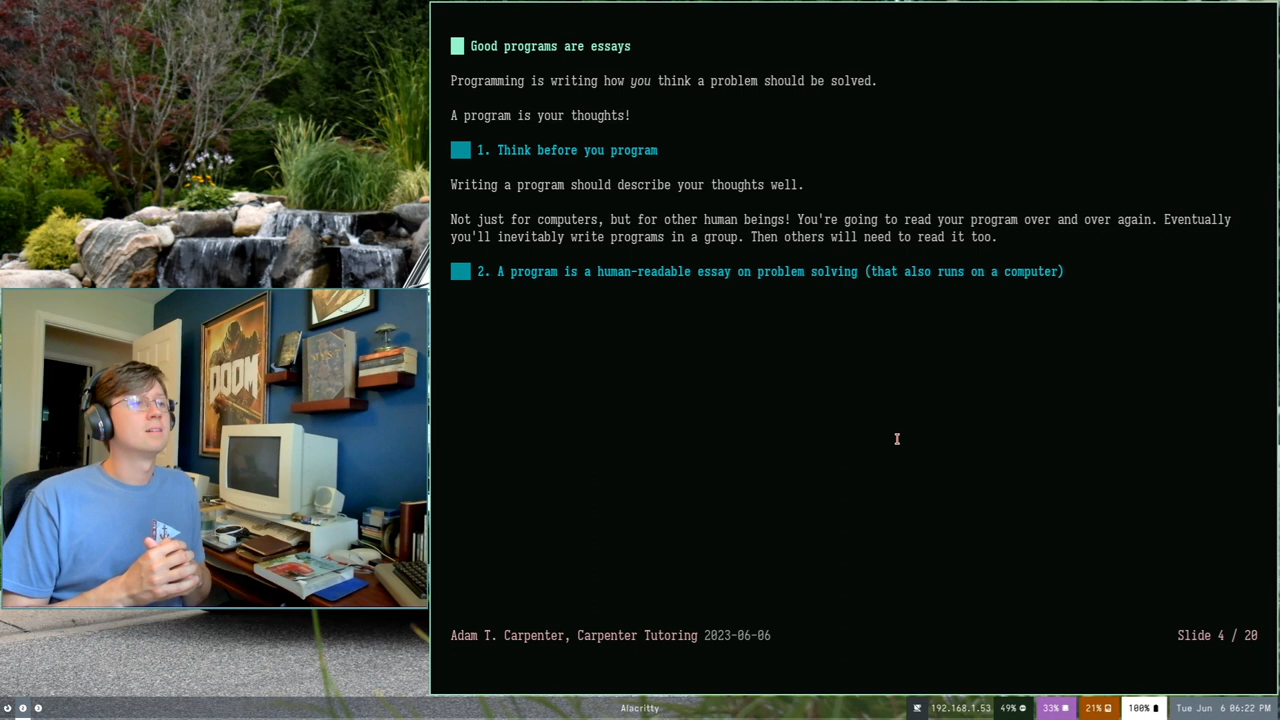 Good programs are essays
Programming is writing how you think a problem should be solved.
A program is your thoughts!
1. Think before you program
Writing a program should describe your thoughts well.
Not just for computers, but for other human beings! You're going to read your program over and over again. Eventually
you'll inevitably write programs in a group. Then others will need to read it too.
2. A program is a human-readable essay on problem solving (that also runs on a computer)
DOOM
MYST
Adam T. Carpenter, Carpenter Tutoring 2023-06-06
Slide 4 / 20
Alacritty
192.168.1.53 49% 33% 21% 100% Tue Jun 6 06:22 PM